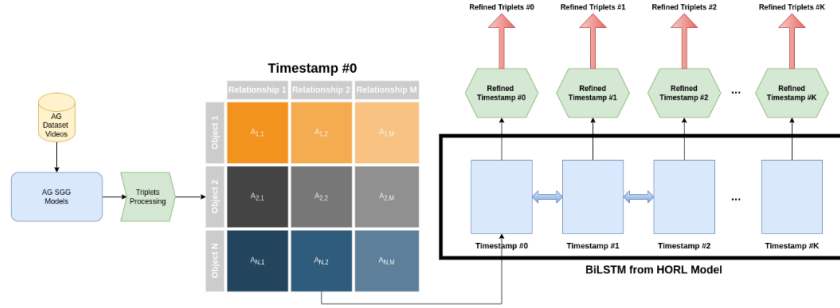 Refined Triplets #0
Refined Triplets #1
Refined Triplets #2
Refined Triplets #K
Timestamp #0
Relationship 1
Relationship 2
Relationship M
AG
Dataset
Videos
Refined
Timestamp #0
Refined
Timestamp #1
Refined
Timestamp #2
...
Refined
Timestamp #K
Object 1
A1,1
A1,2
A1,M
AG SGG
Models
Triplets
Processing
Object 2
A2,1
A2,2
A2,M
...
Object N
AN,1
AN,2
AN,M
Timestamp #0
Timestamp #1
Timestamp #2
Timestamp #K
BiLSTM from HORL Model